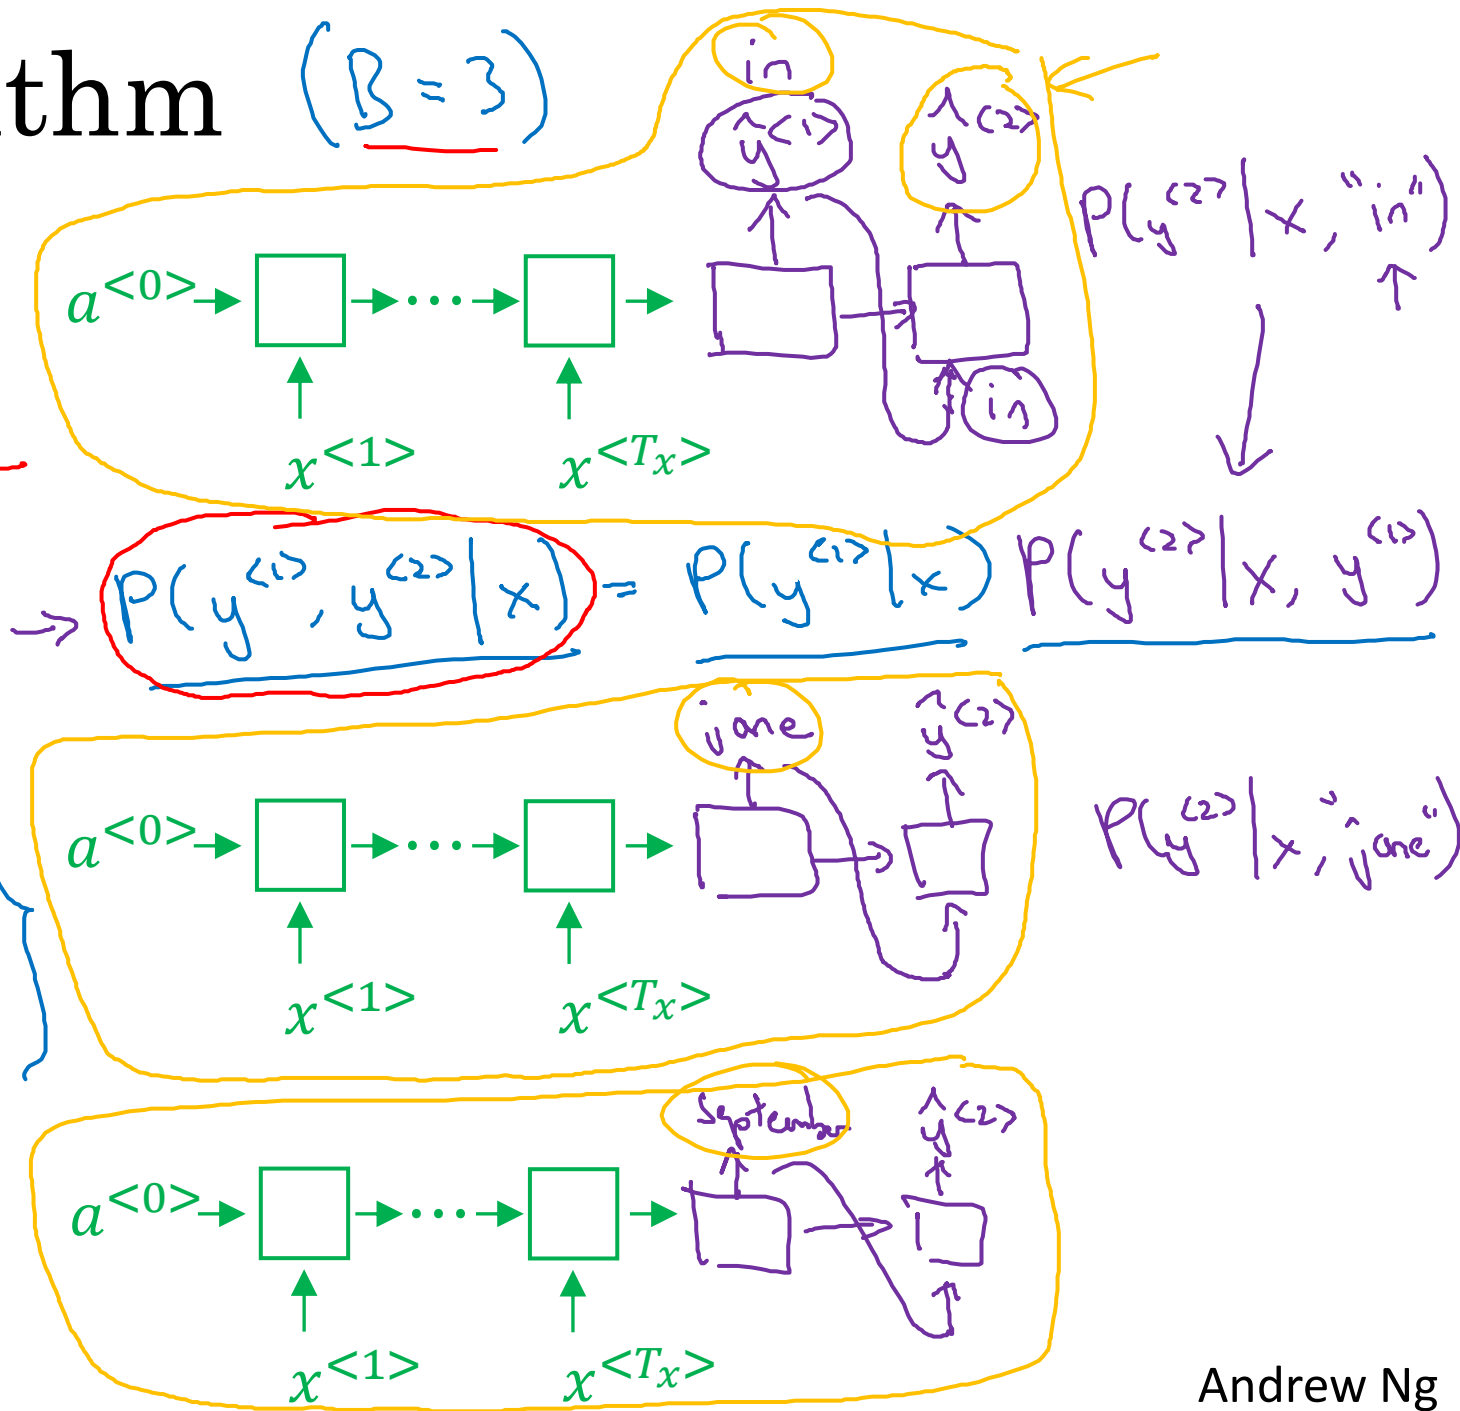 ithm (B = 3)
in
ŷ<1> ŷ<2>
P(y<2>|x, "in")
a<0>
in
x<1> x<Tx>
P(y<1>, y<2>|x) = P(y<1>|x) P(y<2>|x, y<1>)
jane ŷ<2>
a<0>
P(y<2>|x, "jane")
x<1> x<Tx>
september ŷ<2>
a<0>
x<1> x<Tx>
Andrew Ng